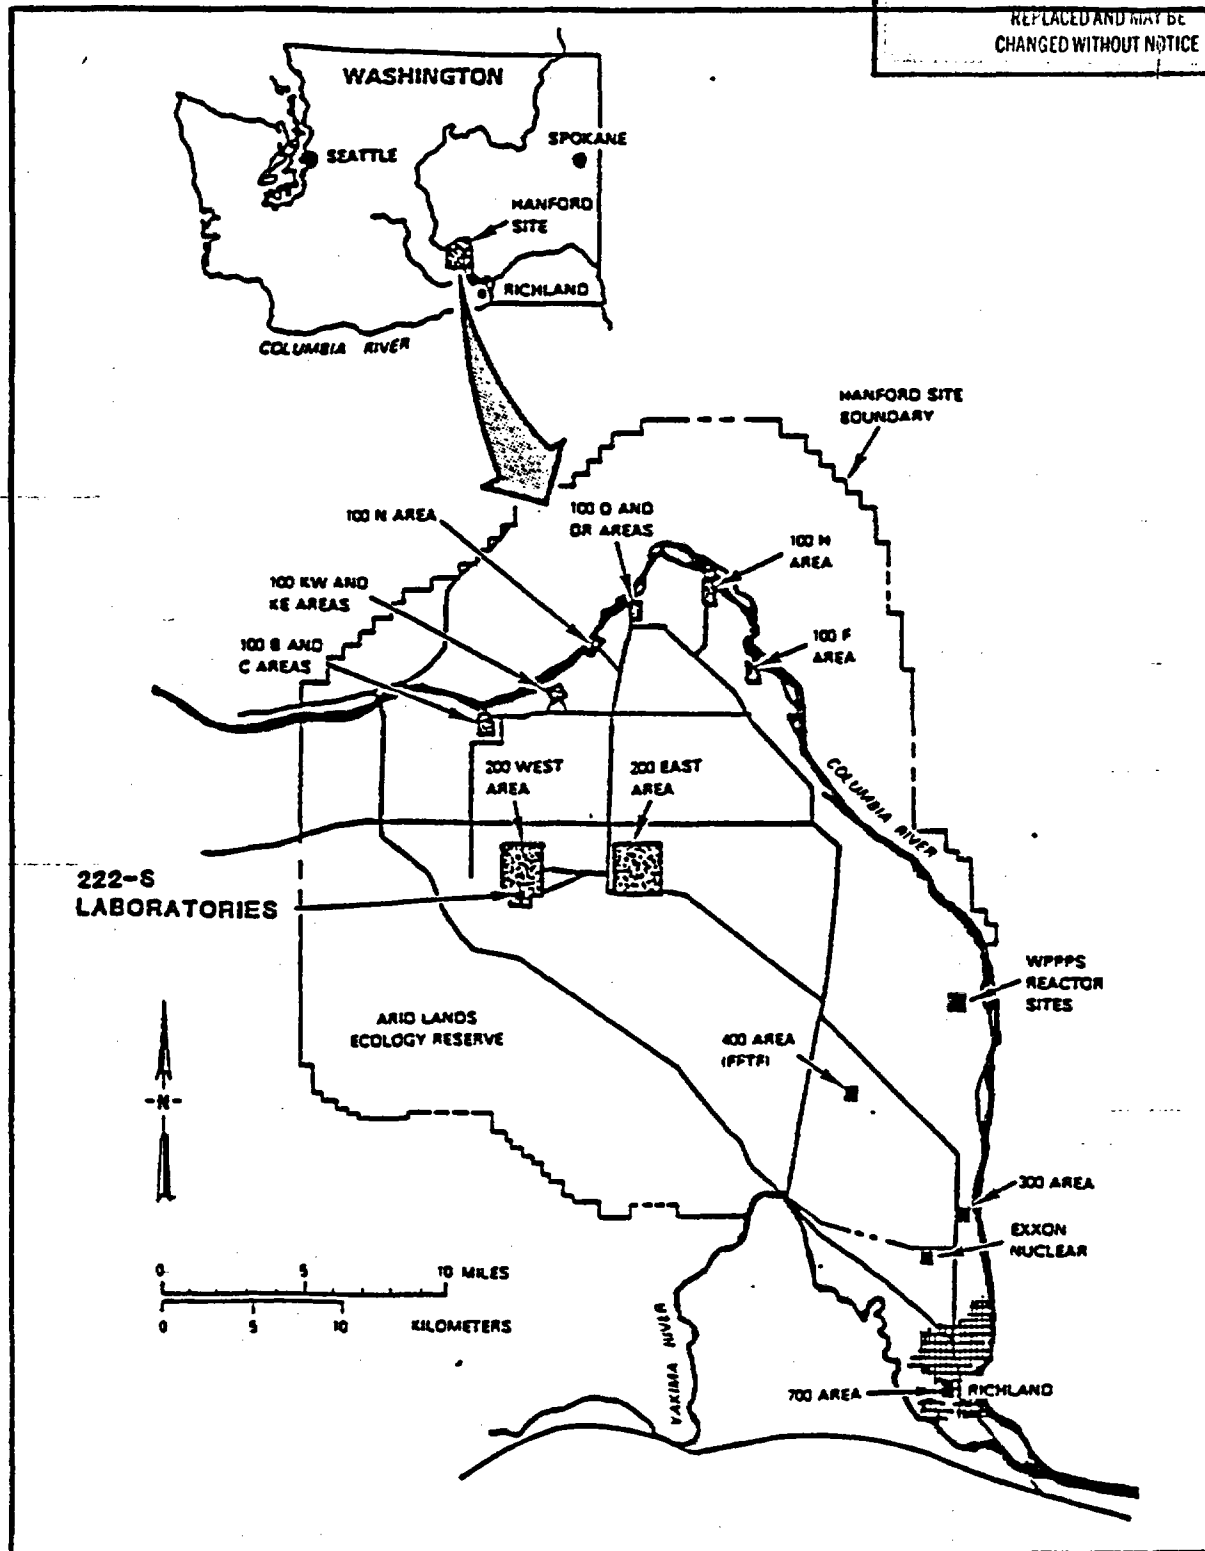 REPLACED AND MAY BE
CHANGED WITHOUT NOTICE
WASHINGTON
SEATTLE
SPOKANE
HANFORD
SITE
RICHLAND
COLUMBIA RIVER
HANFORD SITE
BOUNDARY
100 N AREA
100 D AND
DR AREAS
100 H
AREA
100 KW AND
KE AREAS
100 B AND
C AREAS
100 F
AREA
200 WEST
AREA
200 EAST
AREA
COLUMBIA RIVER
222-S
LABORATORIES
WPPPS
REACTOR
SITES
ARID LANDS
ECOLOGY RESERVE
400 AREA
(FFTF)
-N-
300 AREA
EXXON
NUCLEAR
0 5 10 MILES
0 5 10 KILOMETERS
YAKIMA RIVER
700 AREA
RICHLAND